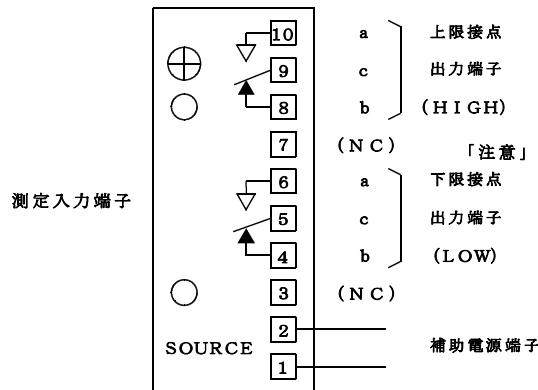 10 a 上限接点
9 c 出力端子
8 b (HIGH)
7 (NC) 「注意」
6 a 下限接点
測定入力端子 5 c 出力端子
4 b (LOW)
3 (NC)
2
SOURCE 補助電源端子
1